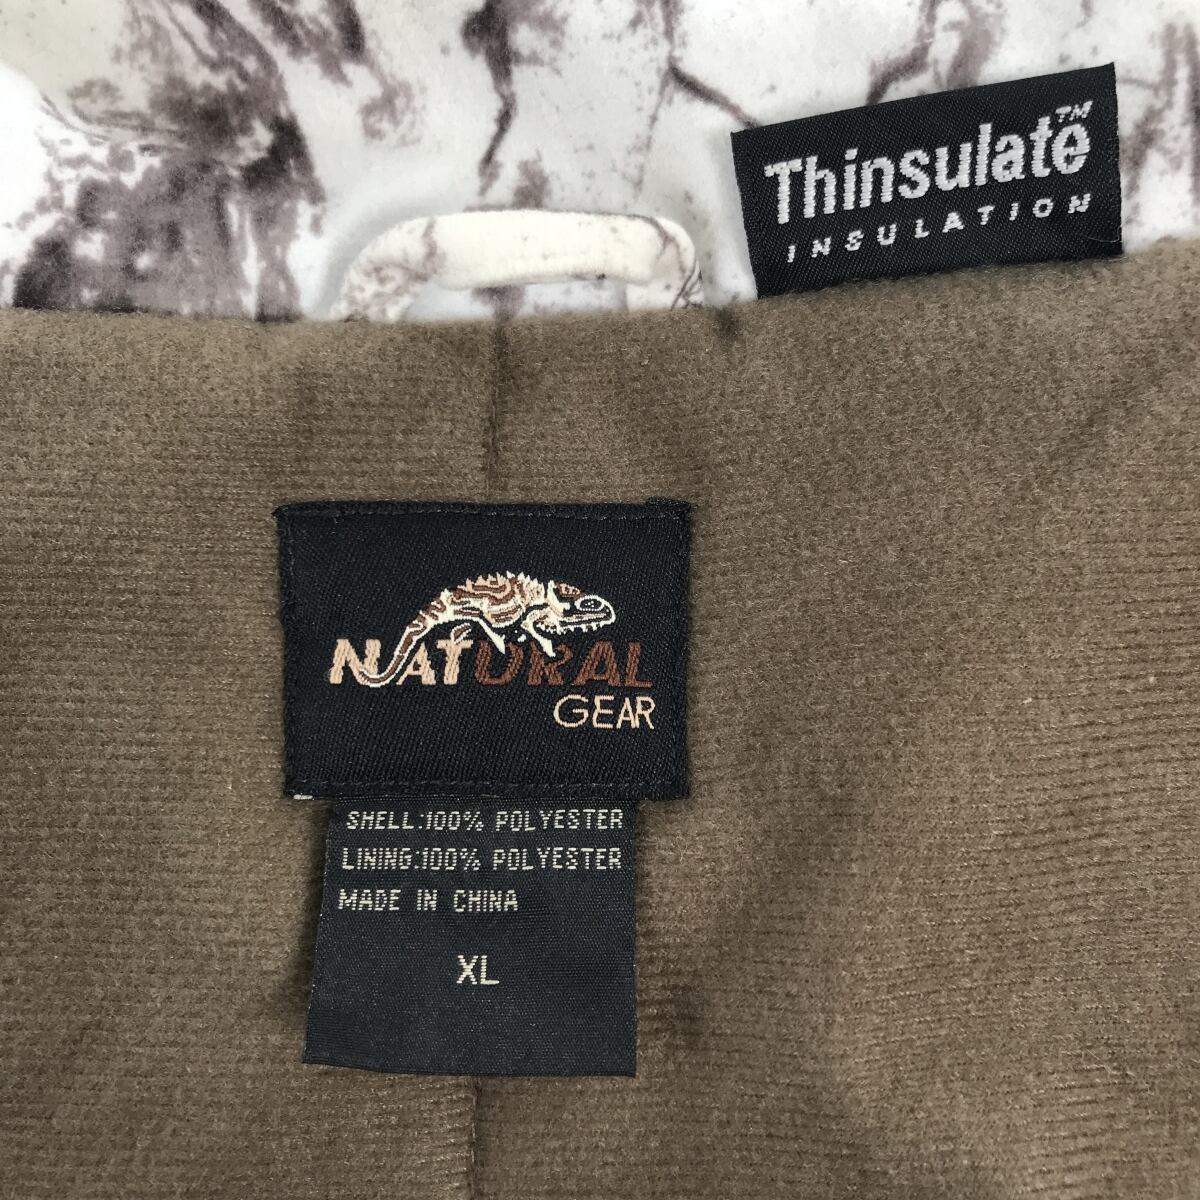 Thinsulate™
INSULATION
NATURAL
GEAR
SHELL:100% POLYESTER
LINING:100% POLYESTER
MADE IN CHINA
XL